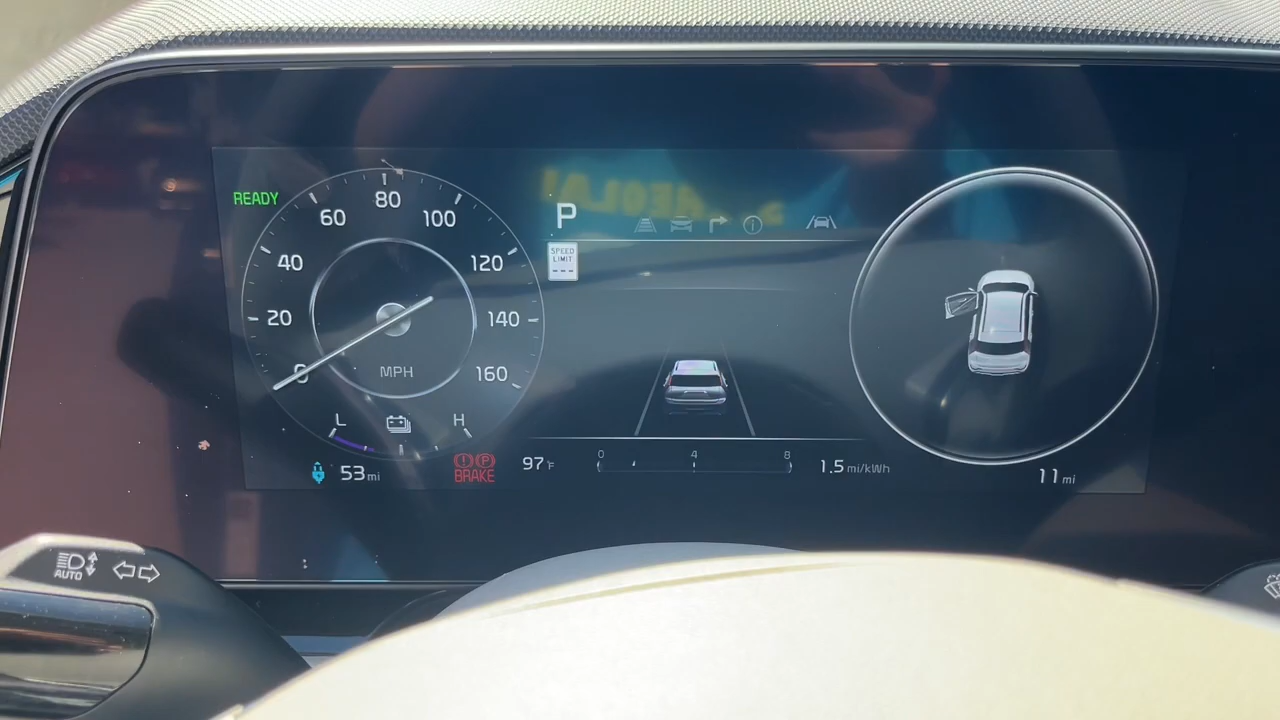 READY
0
20
40
60
80
100
120
140
160
MPH
L H
53 mi
P
SPEED
LIMIT
---
BRAKE
P
97°F
0 4 8
1.5 mi/kWh
11 mi
AUTO